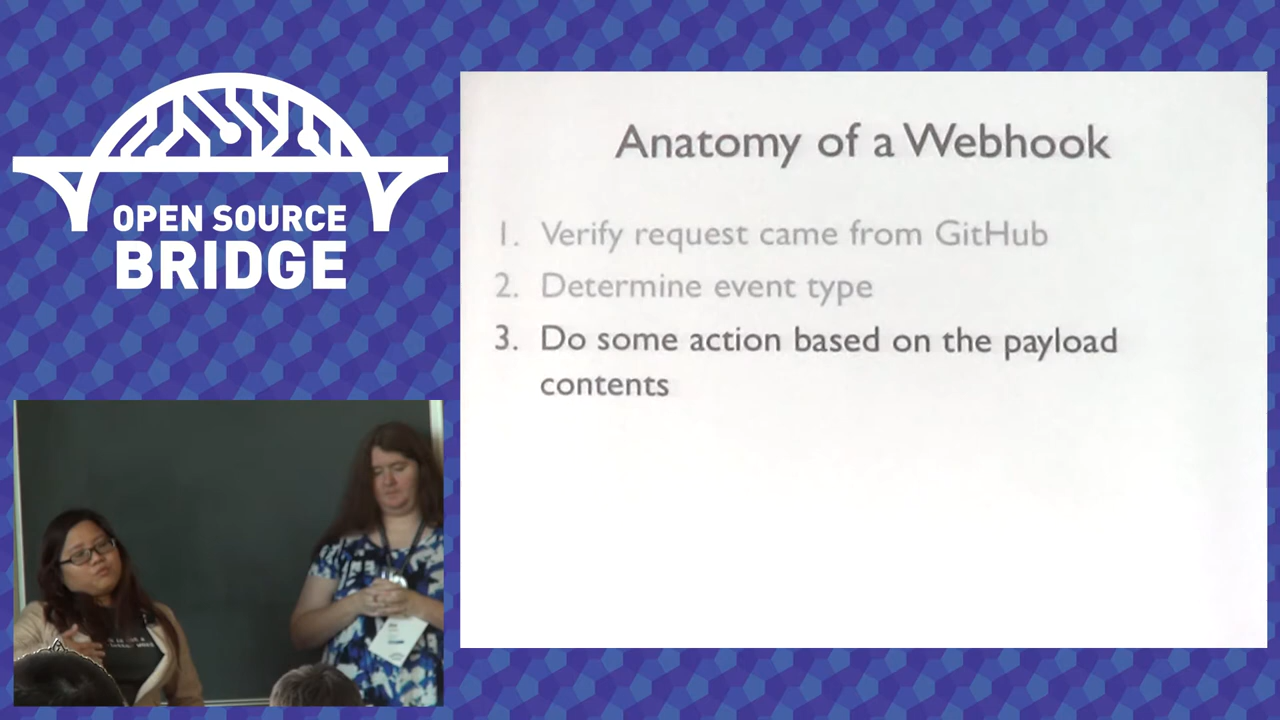 OPEN SOURCE
BRIDGE
Anatomy of a Webhook
1. Verify request came from GitHub
2. Determine event type
3. Do some action based on the payload
contents